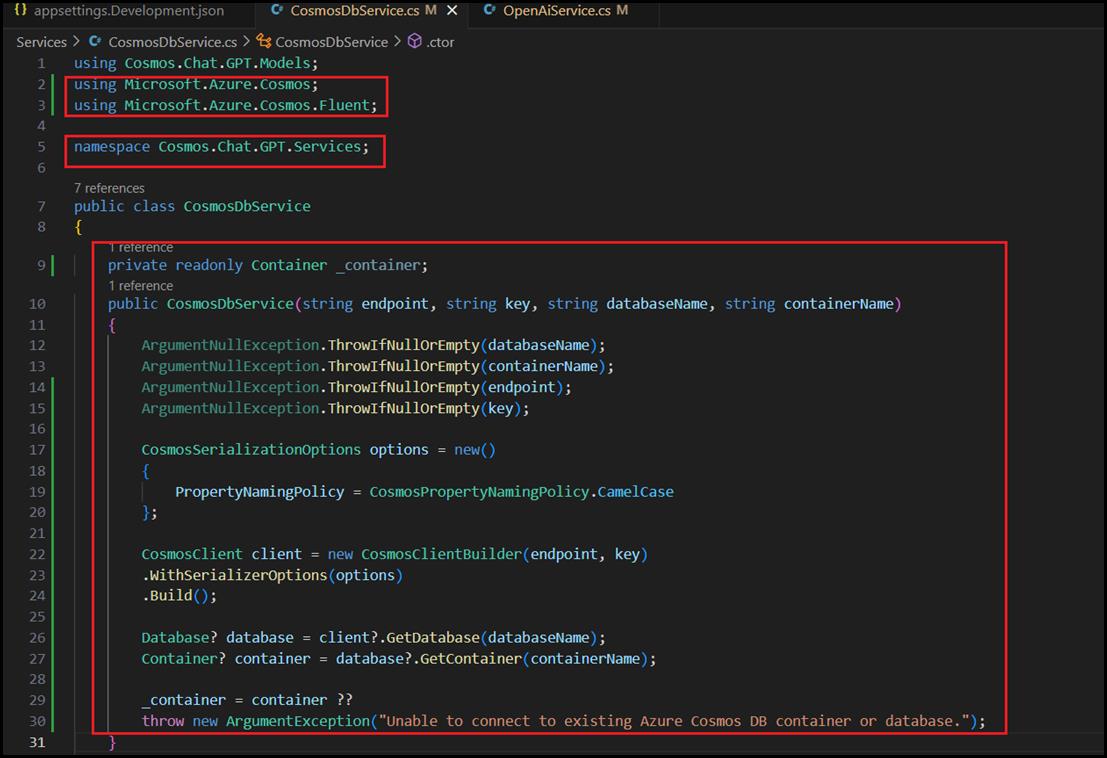 {} appsettings.Development.json
C# CosmosDbService.cs M ×
C# OpenAiService.cs M
Services > C# CosmosDbService.cs > CosmosDbService > .ctor
1 using Cosmos.Chat.GPT.Models;
2 using Microsoft.Azure.Cosmos;
3 using Microsoft.Azure.Cosmos.Fluent;
4
5 namespace Cosmos.Chat.GPT.Services;
6
7 references
7 public class CosmosDbService
8 {
1 reference
9 private readonly Container _container;
1 reference
10 public CosmosDbService(string endpoint, string key, string databaseName, string containerName)
11 {
12 ArgumentNullException.ThrowIfNullOrEmpty(databaseName);
13 ArgumentNullException.ThrowIfNullOrEmpty(containerName);
14 ArgumentNullException.ThrowIfNullOrEmpty(endpoint);
15 ArgumentNullException.ThrowIfNullOrEmpty(key);
16
17 CosmosSerializationOptions options = new()
18 {
19 PropertyNamingPolicy = CosmosPropertyNamingPolicy.CamelCase
20 };
21
22 CosmosClient client = new CosmosClientBuilder(endpoint, key)
23 .WithSerializerOptions(options)
24 .Build();
25
26 Database? database = client?.GetDatabase(databaseName);
27 Container? container = database?.GetContainer(containerName);
28
29 _container = container ??
30 throw new ArgumentException("Unable to connect to existing Azure Cosmos DB container or database.");
31 }